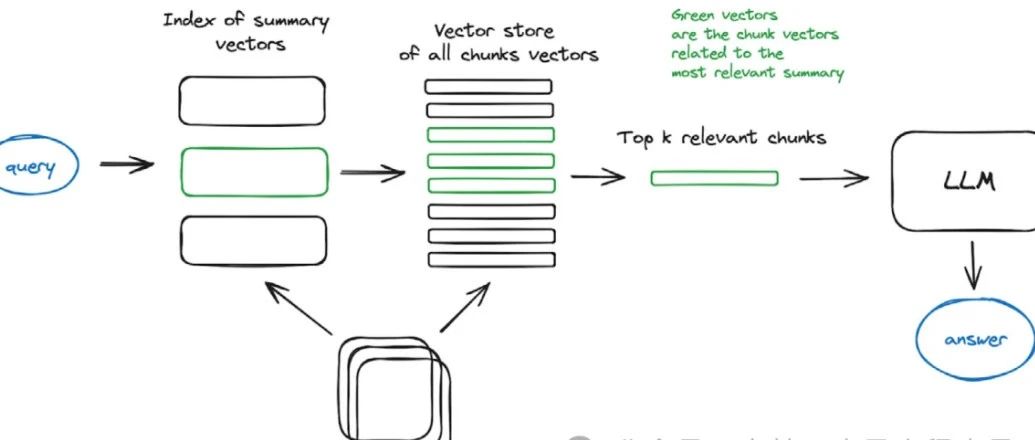 Index of summary
vectors
Vector store
of all chunks vectors
Green vectors
are the chunk vectors
related to the
most relevant summary
query
Top k relevant chunks
LLM
answer